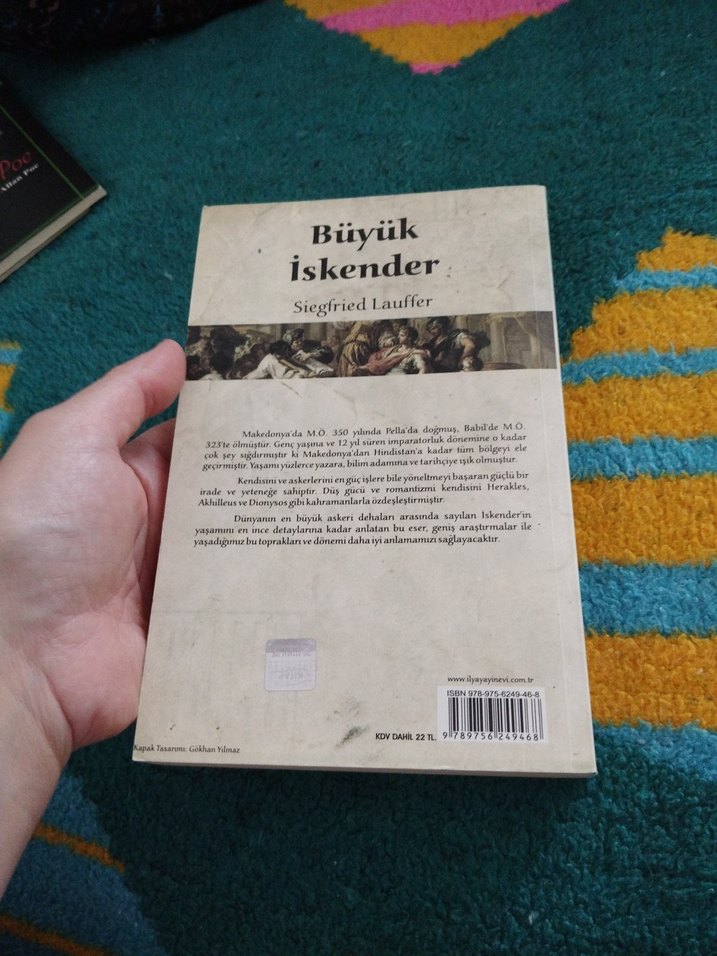 Poe
Allan Poe
Büyük
İskender
Siegfried Lauffer
Makedonya'da M.Ö. 350 yılında Pella'da doğmuş, Babil'de M.Ö.
323'te ölmüştür. Genç yaşına ve 12 yıl süren imparatorluk dönemine o kadar
çok şey sığdırmıştır ki Makedonya'dan Hindistan'a kadar tüm bölgeyi ele
geçirmiştir. Yaşamı yüzlerce yazara, bilim adamına ve tarihçiye ışık olmuştur.
Kendisini ve askerlerini en güç işlere bile yöneltmeyi başaran güçlü bir
irade ve yeteneğe sahiptir. Düş gücü ve romantizmi kendisini Herakles,
Akhilleus ve Dionysos gibi kahramanlarla özdeşleştirmiştir.
Dünyanın en büyük askeri dehaları arasında sayılan İskender'in
yaşamını en ince detaylarına kadar anlatan bu eser, geniş araştırmalar ile
yaşadığımız bu toprakları ve dönemi daha iyi anlamamızı sağlayacaktır.
www.ilyayayinevi.com.tr
ISBN 978-975-6249-46-8
KDV DAHİL 22 TL.
9 789756 249468
Kapak Tasarımı: Gökhan Yılmaz